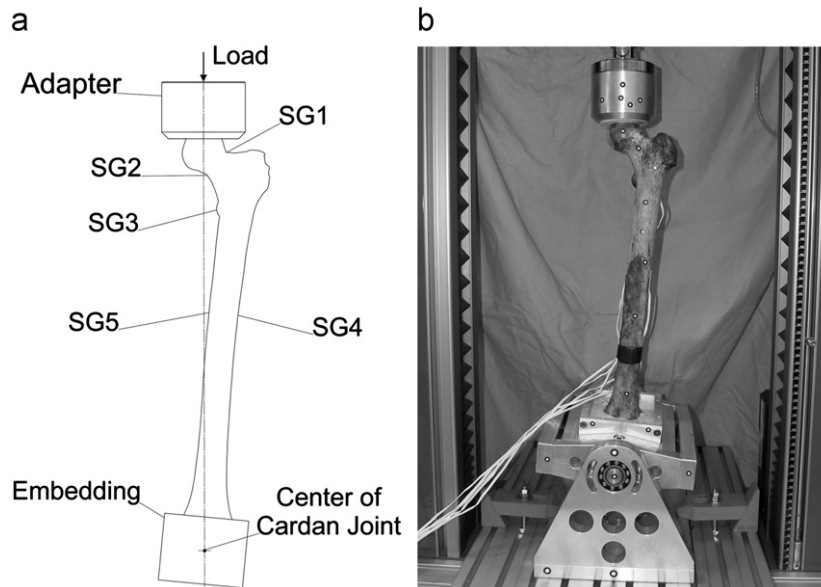 a
b
Load
Adapter
SG1
SG2
SG3
SG5
SG4
Embedding
Center of
Cardan Joint